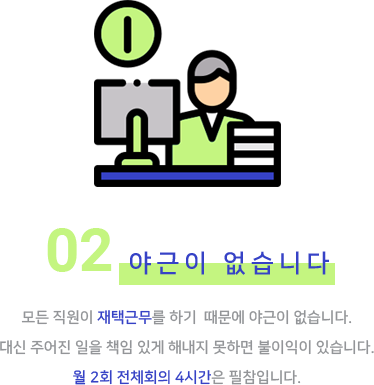 02 야근이 없습니다
모든 직원이 재택근무를 하기 때문에 야근이 없습니다.
대신 주어진 일을 책임 있게 해내지 못하면 불이익이 있습니다.
월 2회 전체회의 4시간은 필참입니다.